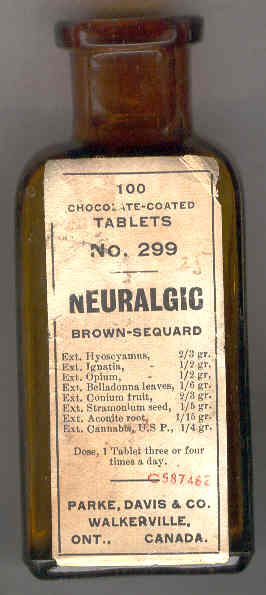 100
CHOCOLATE-COATED
TABLETS
No. 299
NEURALGIC
BROWN-SEQUARD
Ext. Hyoscyamus, 2/3 gr.
Ext. Ignatia, 1/2 gr.
Ext. Opium, 1/2 gr.
Ext. Belladonna leaves, 1/6 gr.
Ext. Conium fruit, 2/3 gr.
Ext. Stramonium seed, 1/5 gr.
Ext. Aconite root, 1/15 gr.
Ext. Cannabis, U.S P., 1/4 gr.
Dose, 1 Tablet three or four
times a day.
C587462
PARKE, DAVIS & CO.
WALKERVILLE,
ONT., CANADA.